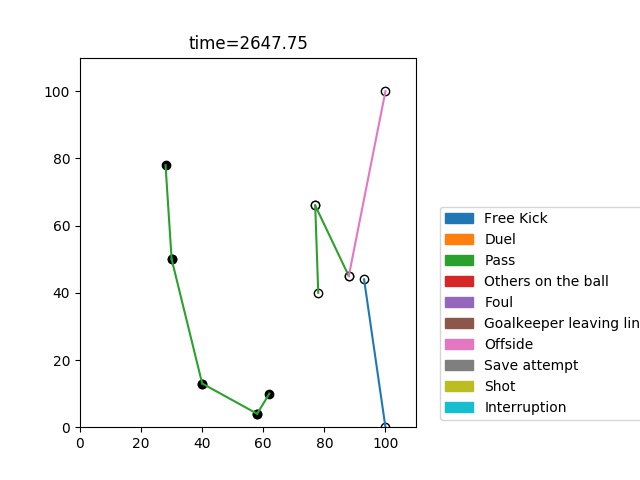 time=2647.75
100
80
60
40
20
0
0 20 40 60 80 100
Free Kick
Duel
Pass
Others on the ball
Foul
Goalkeeper leaving lin
Offside
Save attempt
Shot
Interruption